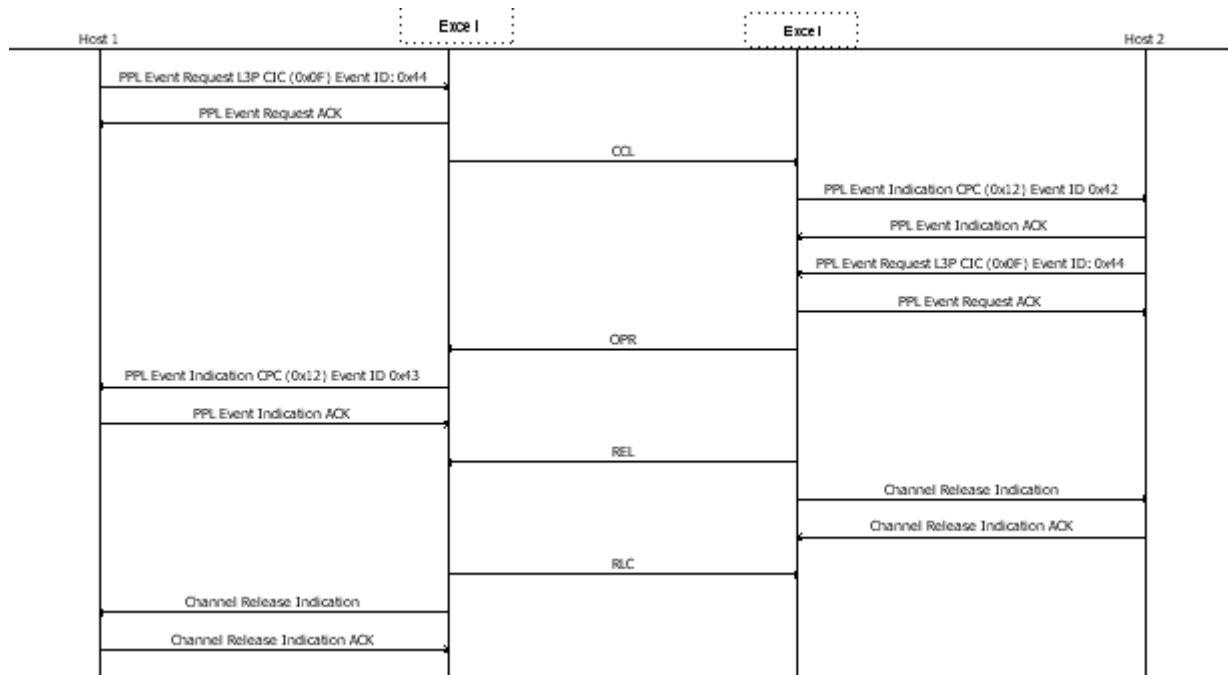 Host 1
Excel
Excel
Host 2
PPL Event Request L3P CIC (0x0F) Event ID: 0x44
PPL Event Request ACK
CCL
PPL Event Indication CPC (0x12) Event ID 0x42
PPL Event Indication ACK
PPL Event Request L3P CIC (0x0F) Event ID: 0x44
PPL Event Request ACK
OPR
PPL Event Indication CPC (0x12) Event ID 0x43
PPL Event Indication ACK
REL
Channel Release Indication
Channel Release Indication ACK
RLC
Channel Release Indication
Channel Release Indication ACK